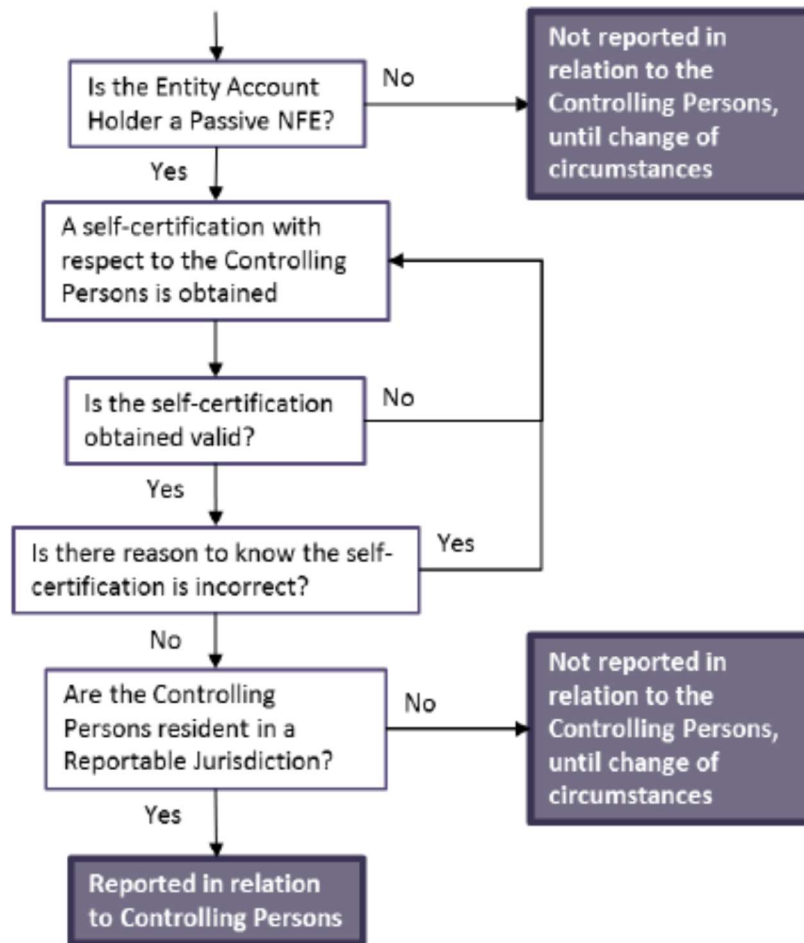 Is the Entity Account
Holder a Passive NFE?
No
Not reported in
relation to the
Controlling Persons,
until change of
circumstances
Yes
A self-certification with
respect to the Controlling
Persons is obtained
Is the self-certification
obtained valid?
No
Yes
Is there reason to know the self-
certification is incorrect?
Yes
No
Are the Controlling
Persons resident in a
Reportable Jurisdiction?
No
Not reported in
relation to the
Controlling Persons,
until change of
circumstances
Yes
Reported in relation
to Controlling Persons